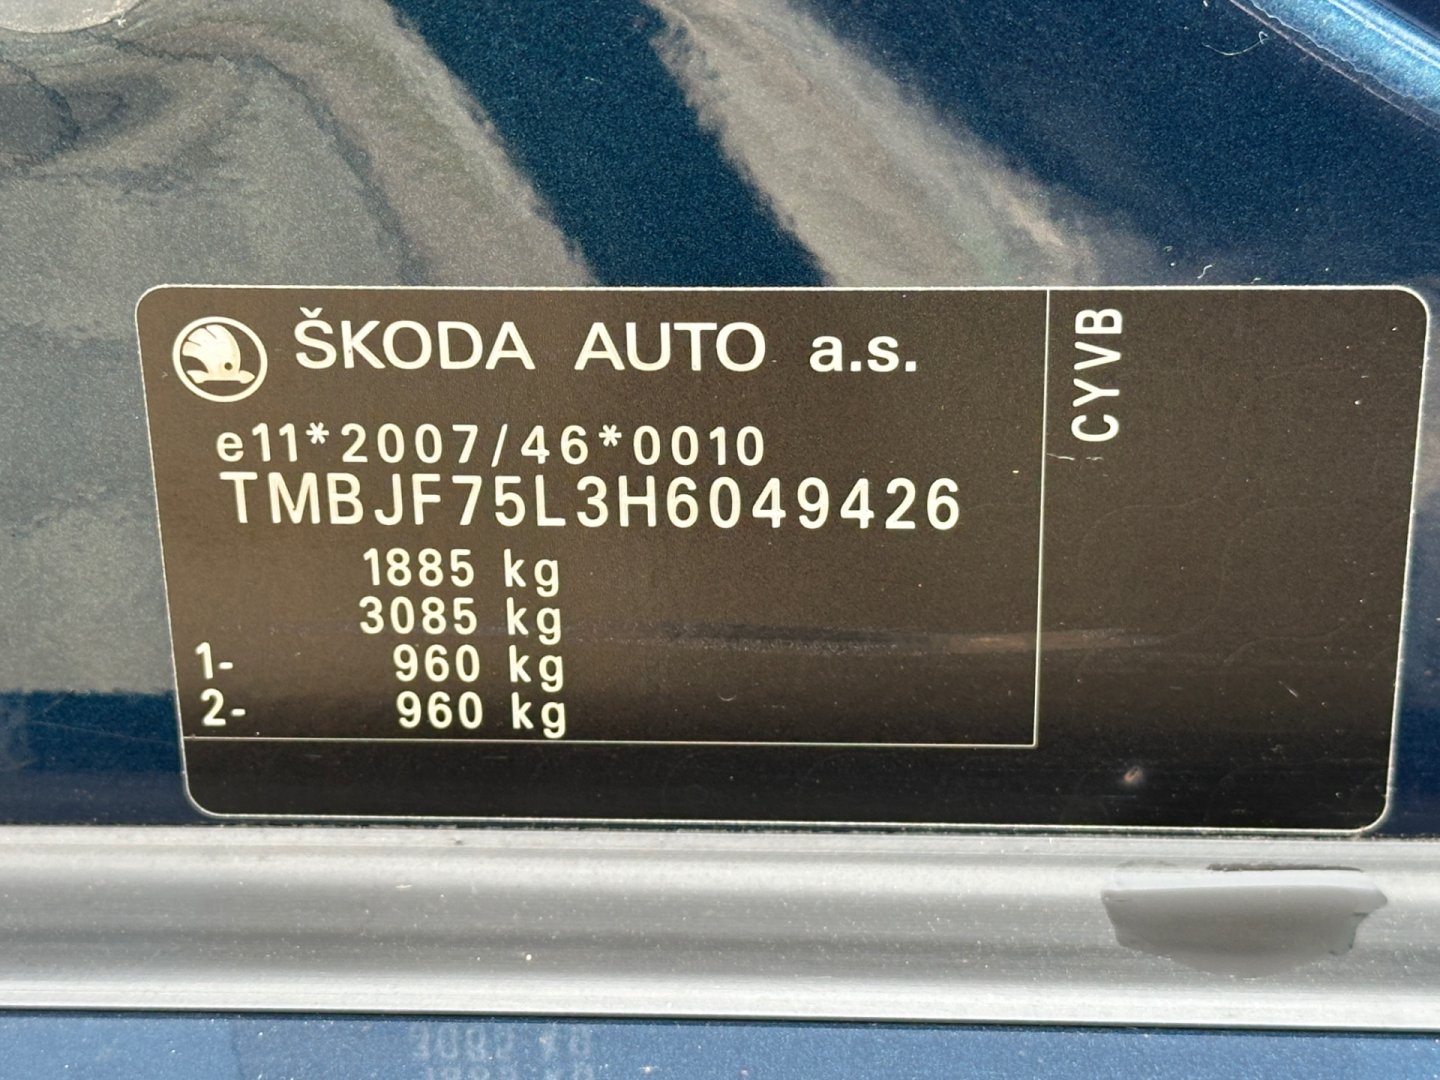 ŠKODA AUTO a.s.
e11*2007/46*0010
TMBJF75L3H6049426
1885 kg
3085 kg
1- 960 kg
2- 960 kg
CYVB